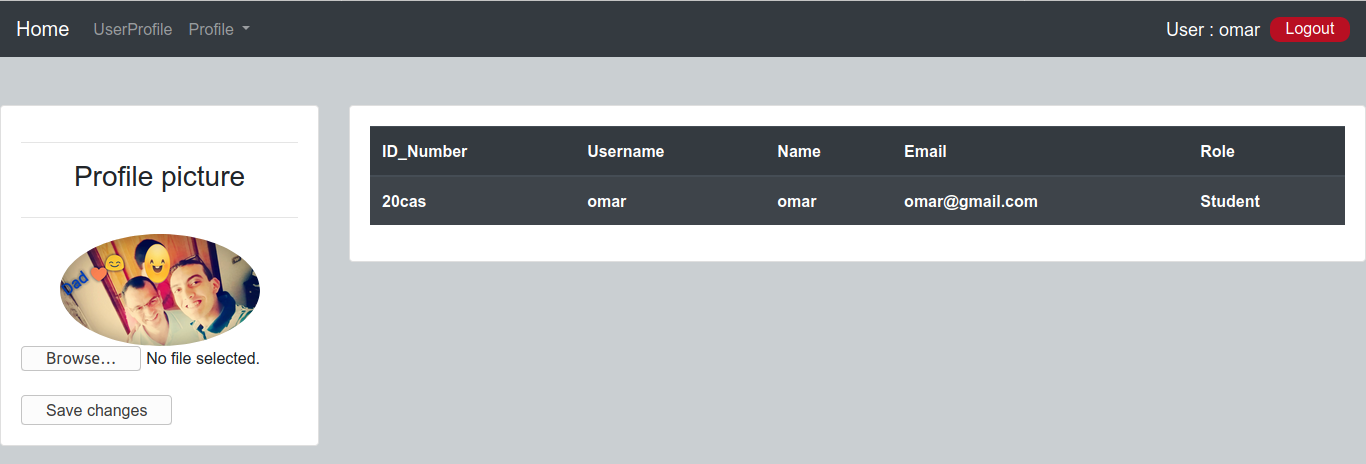 Home UserProfile Profile User : omar Logout
Profile picture
Dad
Browse... No file selected.
Save changes
ID_Number Username Name Email Role
20cas omar omar omar@gmail.com Student